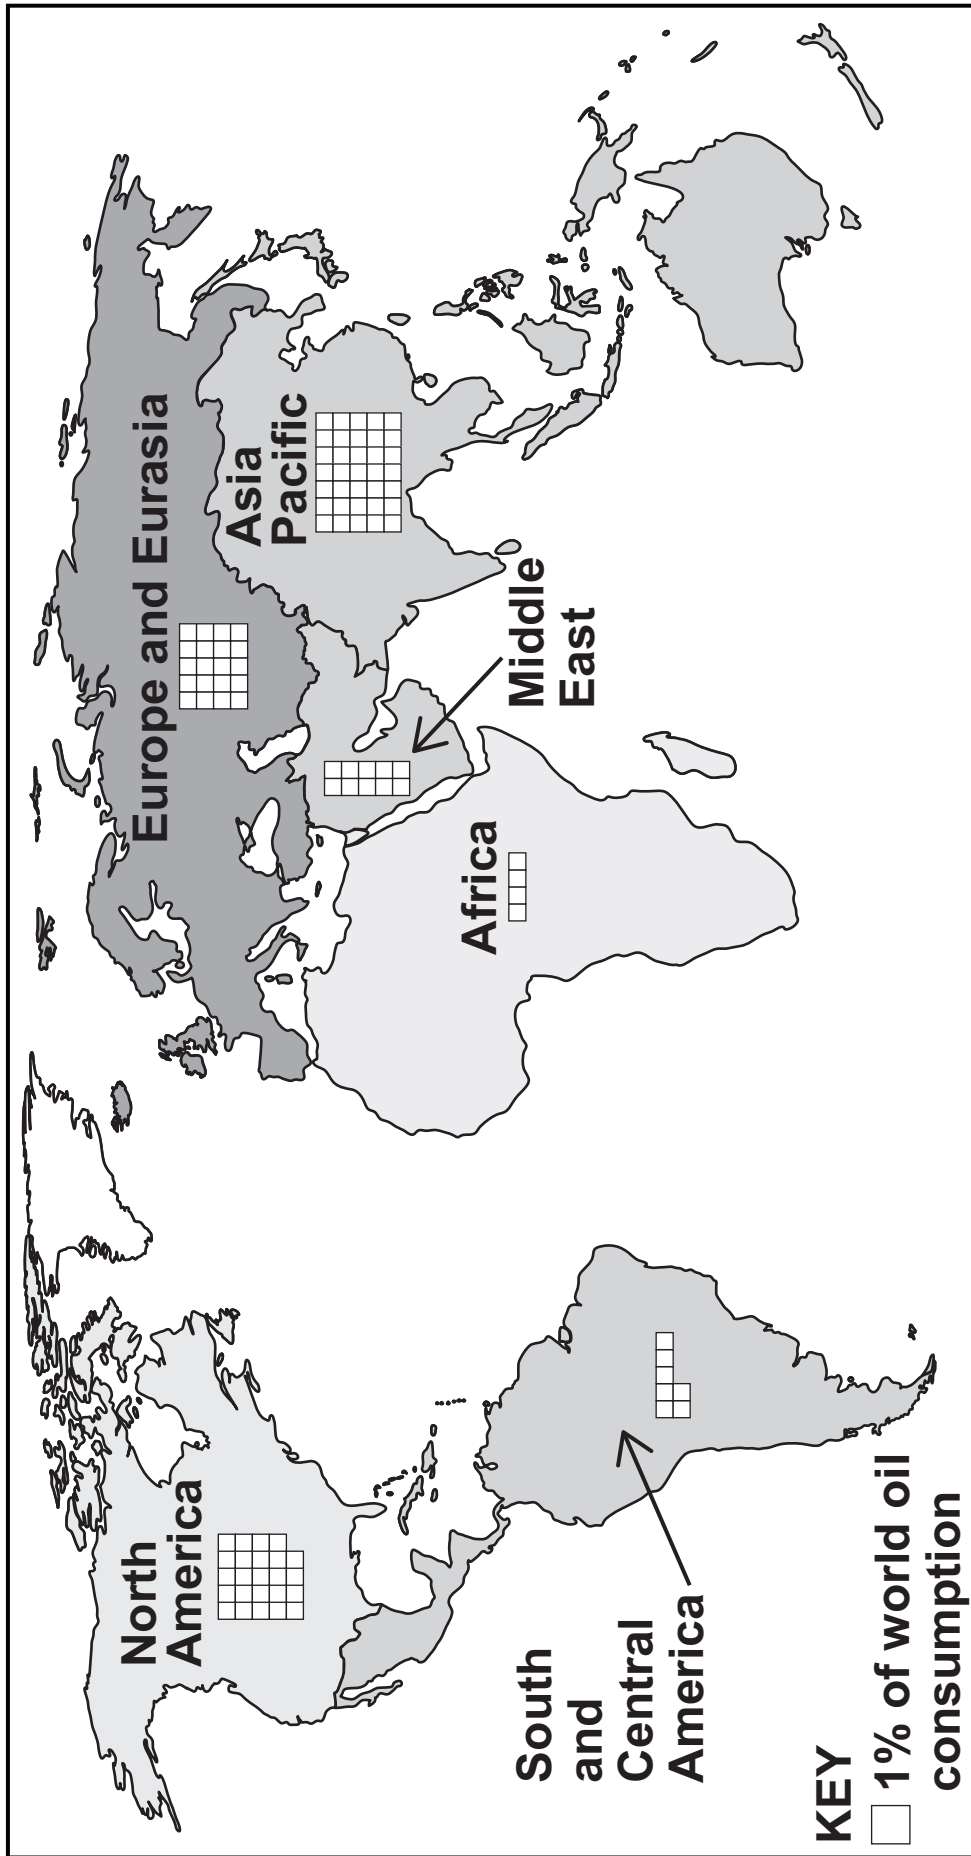 Europe and Eurasia
North
America
Asia
Pacific
Middle
East
Africa
South
and
Central
America
KEY
1% of world oil
consumption